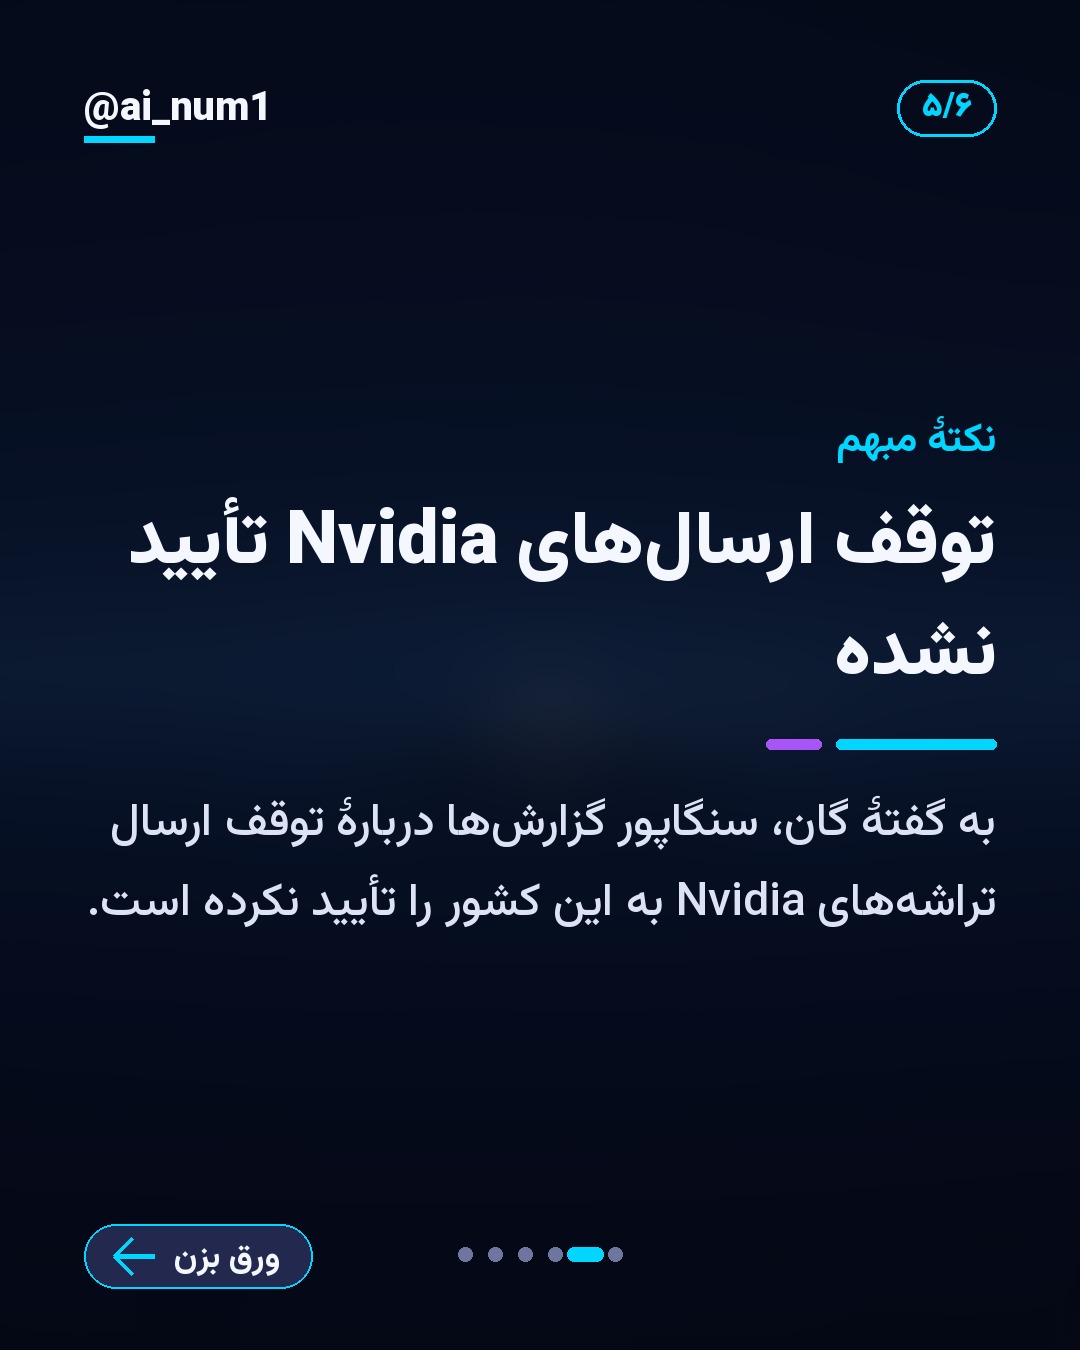 @ai_num1
۵/۶
نکتهٔ مبهم
توقف ارسال‌های Nvidia تأیید
نشده
به گفتهٔ گان، سنگاپور گزارش‌ها دربارهٔ توقف ارسال
تراشه‌های Nvidia به این کشور را تأیید نکرده است.
ورق بزن